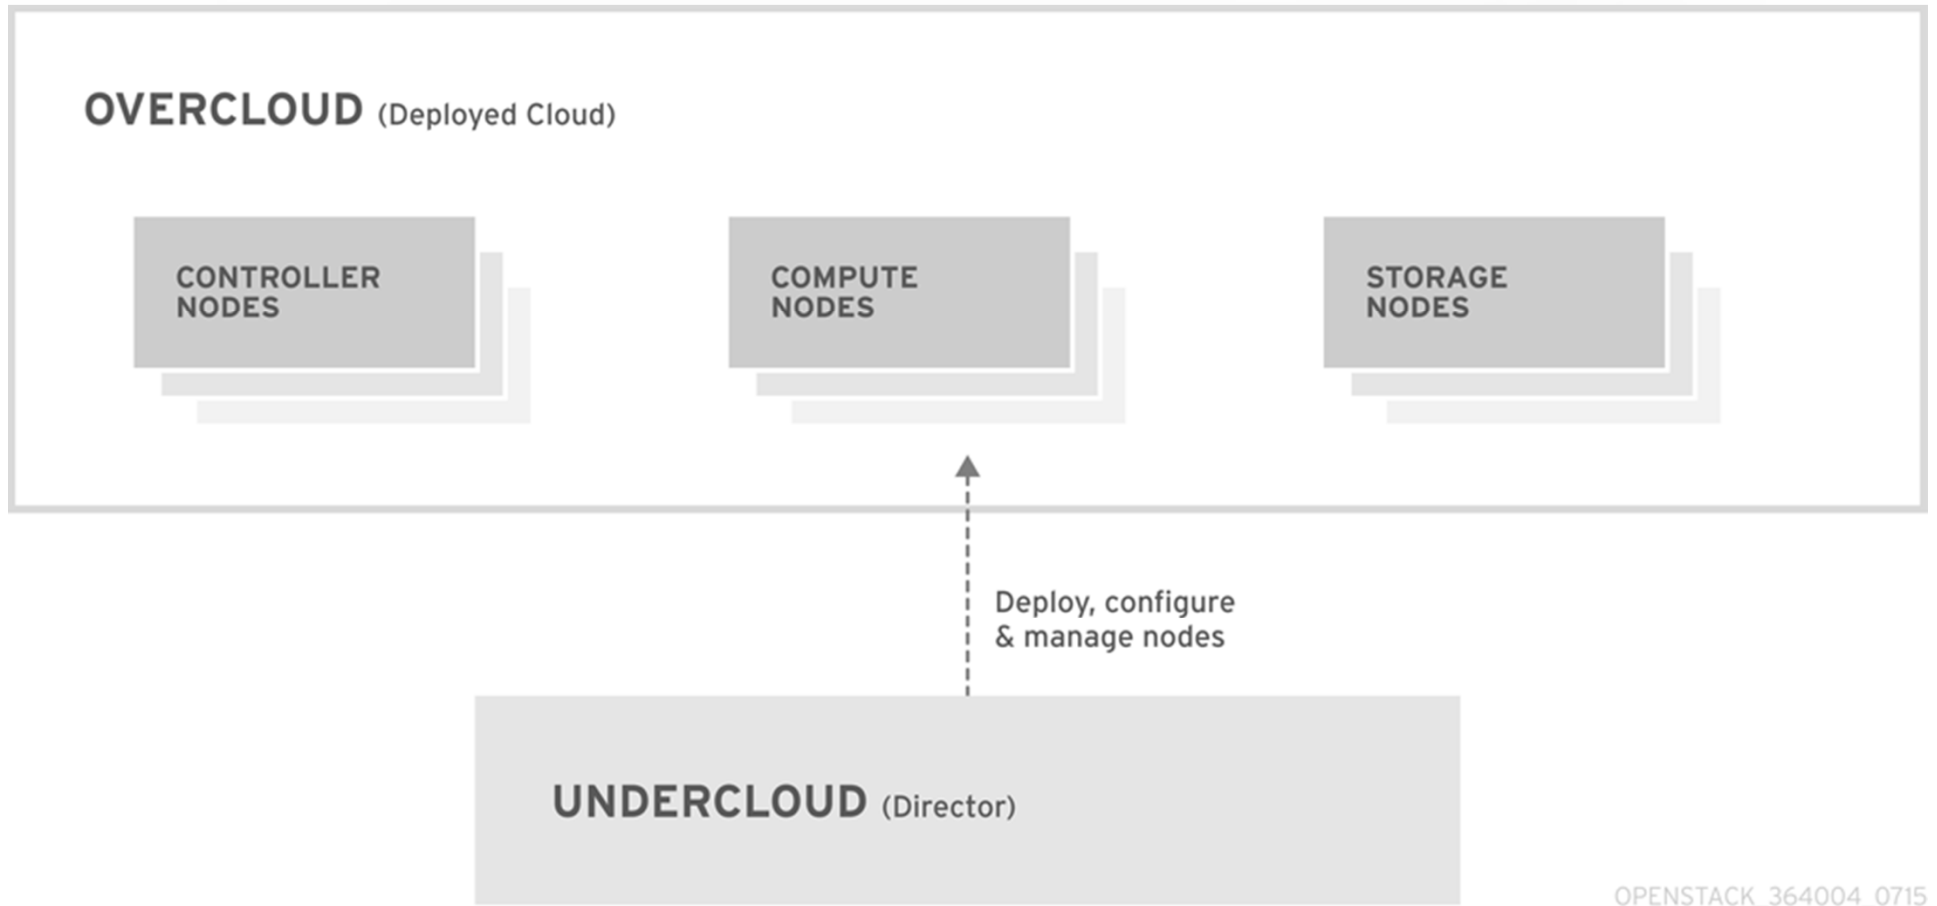 OVERCLOUD (Deployed Cloud)
CONTROLLER
NODES
COMPUTE
NODES
STORAGE
NODES
Deploy, configure
& manage nodes
UNDERCLOUD (Director)
OPENSTACK_364004_0715